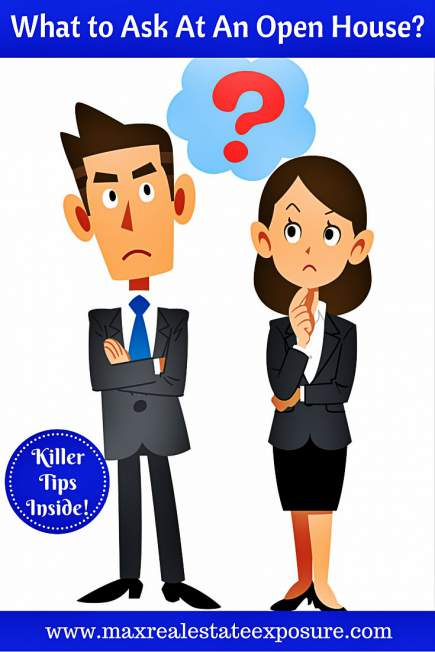 What to Ask At An Open House?
?
Killer
Tips
Inside!
www.maxrealestateexposure.com